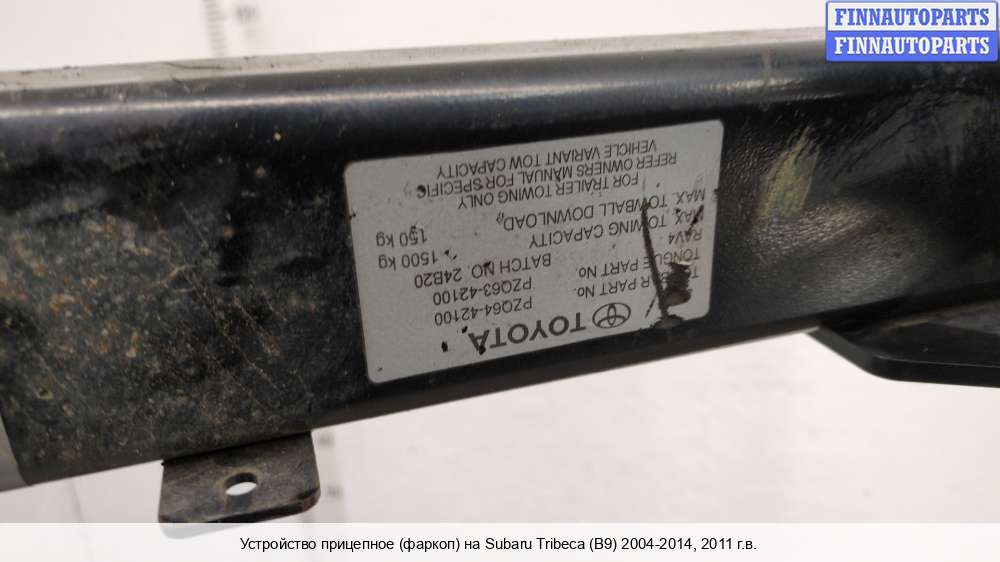 FINNAUTOPARTS
FINNAUTOPARTS
TOYOTA
PART No. PZQ64-42100
TONGUE PART No. PZQ63-42100
RAV4 BATCH NO. 24B20
MAX. TOWING CAPACITY 1500 kg
MAX. TOWBALL DOWNLOAD 150 kg
FOR TRAILER TOWING ONLY
REFER OWNERS MANUAL FOR SPECIFIC
VEHICLE VARIANT TOW CAPACITY
Устройство прицепное (фаркоп) на Subaru Tribeca (B9) 2004-2014, 2011 г.в.